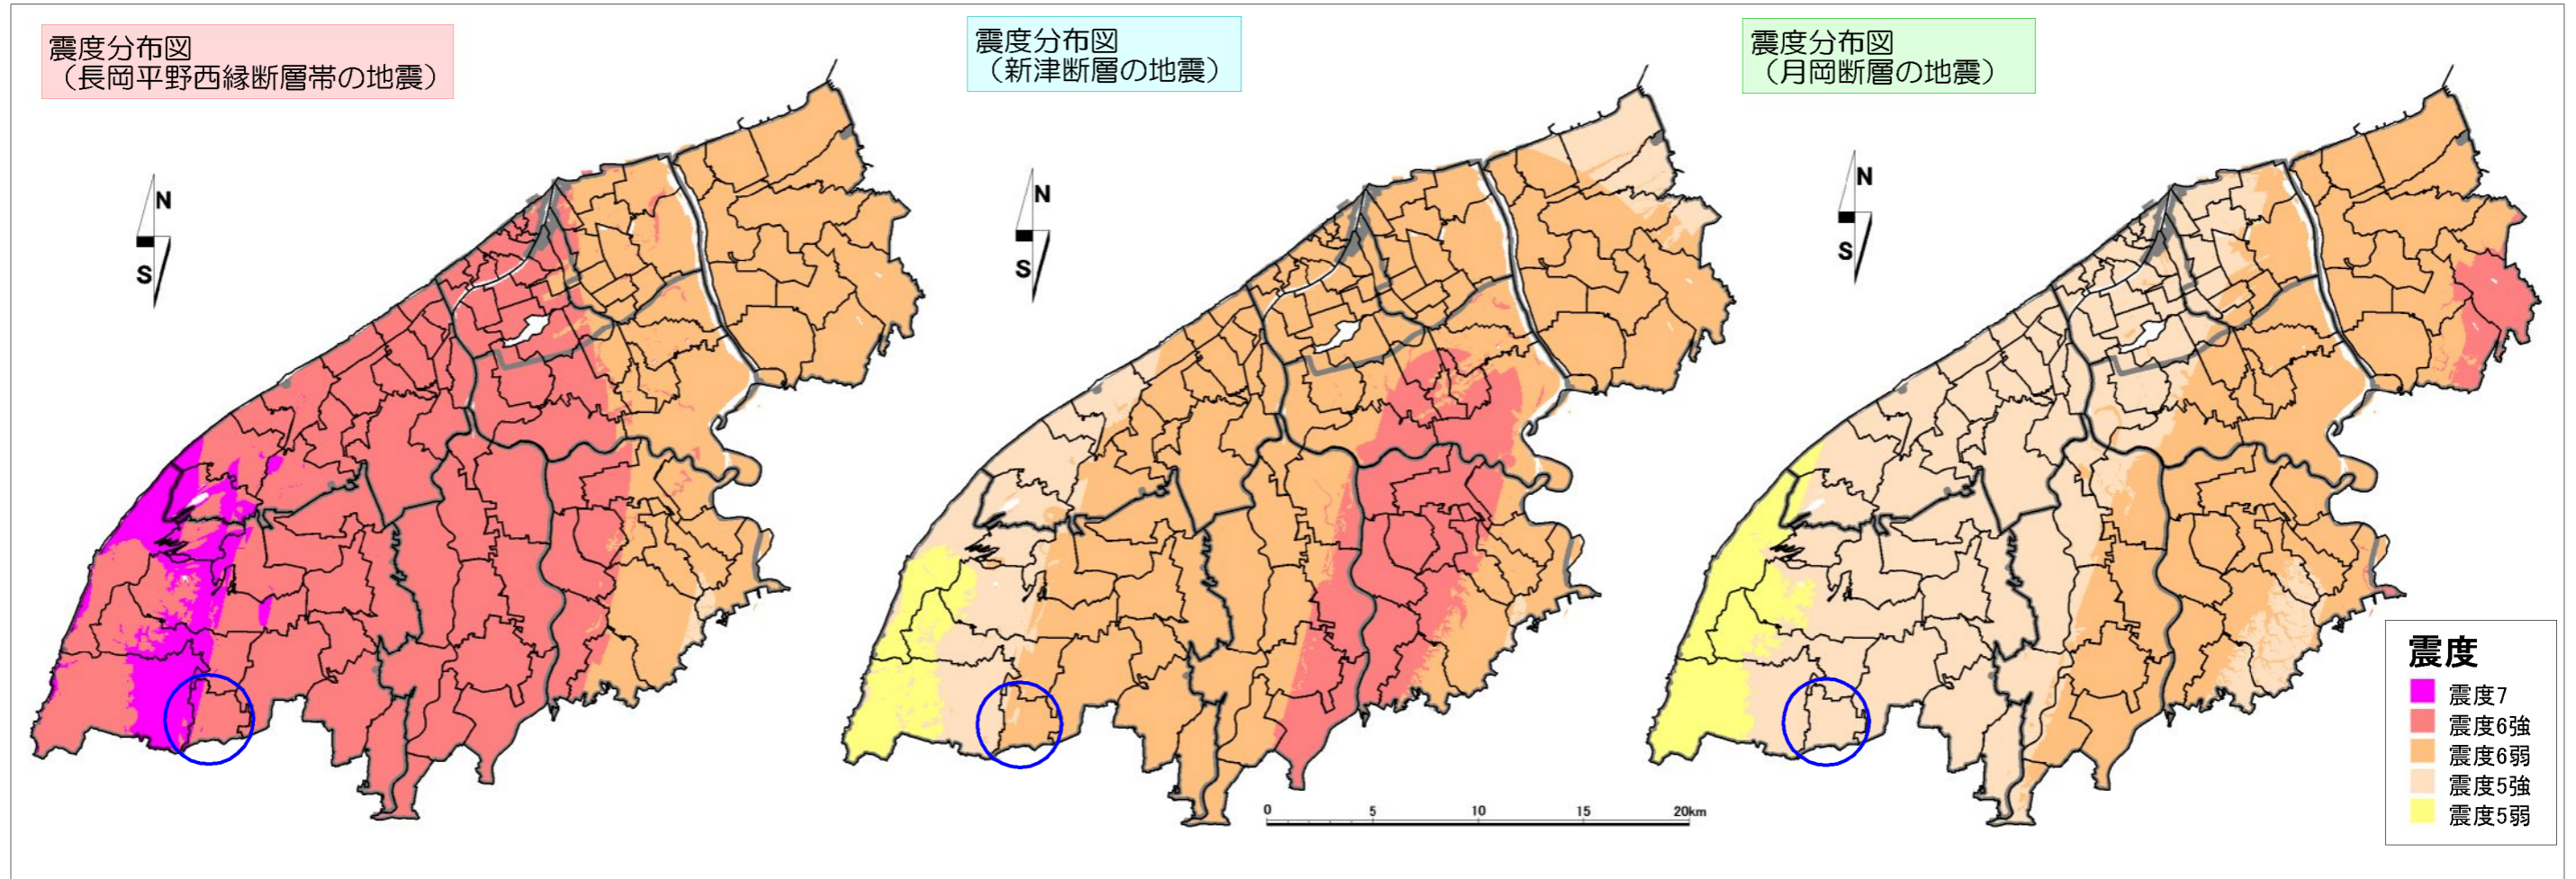 震度分布図
（長岡平野西縁断層帯の地震）
震度分布図
（新津断層の地震）
震度分布図
（月岡断層の地震）
N
S
N
S
N
S
0 5 10 15 20km
震度
震度7
震度6強
震度6弱
震度5強
震度5弱